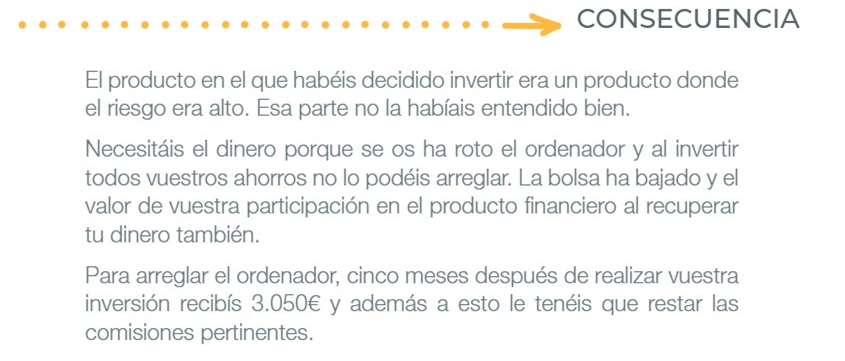 CONSECUENCIA
El producto en el que habéis decidido invertir era un producto donde
el riesgo era alto. Esa parte no la habíais entendido bien.
Necesitáis el dinero porque se os ha roto el ordenador y al invertir
todos vuestros ahorros no lo podéis arreglar. La bolsa ha bajado y el
valor de vuestra participación en el producto financiero al recuperar
tu dinero también.
Para arreglar el ordenador, cinco meses después de realizar vuestra
inversión recibís 3.050€ y además a esto le tenéis que restar las
comisiones pertinentes.